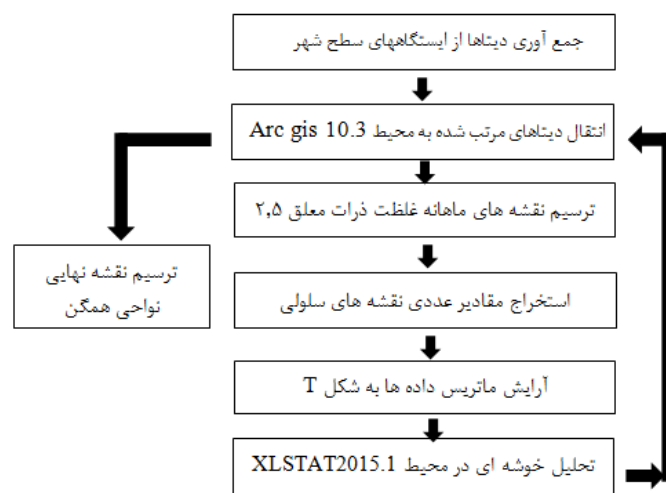 جمع آوری دیتاها از ایستگاههای سطح شهر
انتقال دیتاهای مرتب شده به محیط Arc gis 10.3
ترسیم نقشه های ماهانه غلظت ذرات معلق ۲٫۵
ترسیم نقشه نهایی
نواحی همگن
استخراج مقادیر عددی نقشه های سلولی
آرایش ماتریس داده ها به شکل T
تحلیل خوشه ای در محیط XLSTAT2015.1